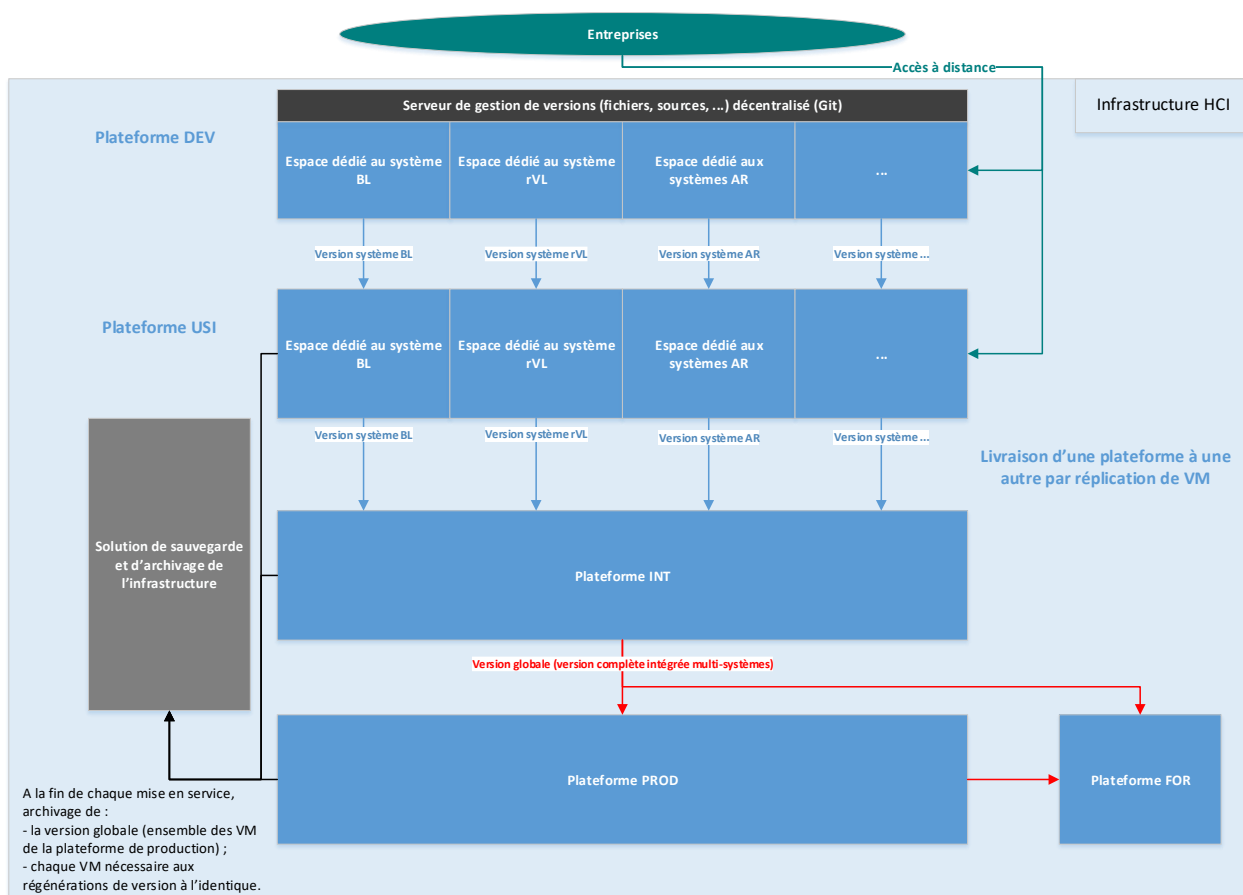 Entreprises
Accès à distance
Infrastructure HCI
Serveur de gestion de versions (fichiers, sources, ...) décentralisé (Git)
Plateforme DEV
Espace dédié au système
BL
Espace dédié au système
rVL
Espace dédié aux
systèmes AR
...
Version système BL
Version système rVL
Version système AR
Version système ...
Plateforme USI
Espace dédié au système
BL
Espace dédié au système
rVL
Espace dédié aux
systèmes AR
...
Version système BL
Version système rVL
Version système AR
Version système ...
Livraison d’une plateforme à une
autre par réplication de VM
Solution de sauvegarde
et d’archivage de
l’infrastructure
Plateforme INT
Version globale (version complète intégrée multi-systèmes)
Plateforme PROD
Plateforme FOR
A la fin de chaque mise en service,
archivage de :
- la version globale (ensemble des VM
de la plateforme de production) ;
- chaque VM nécessaire aux
régénérations de version à l’identique.